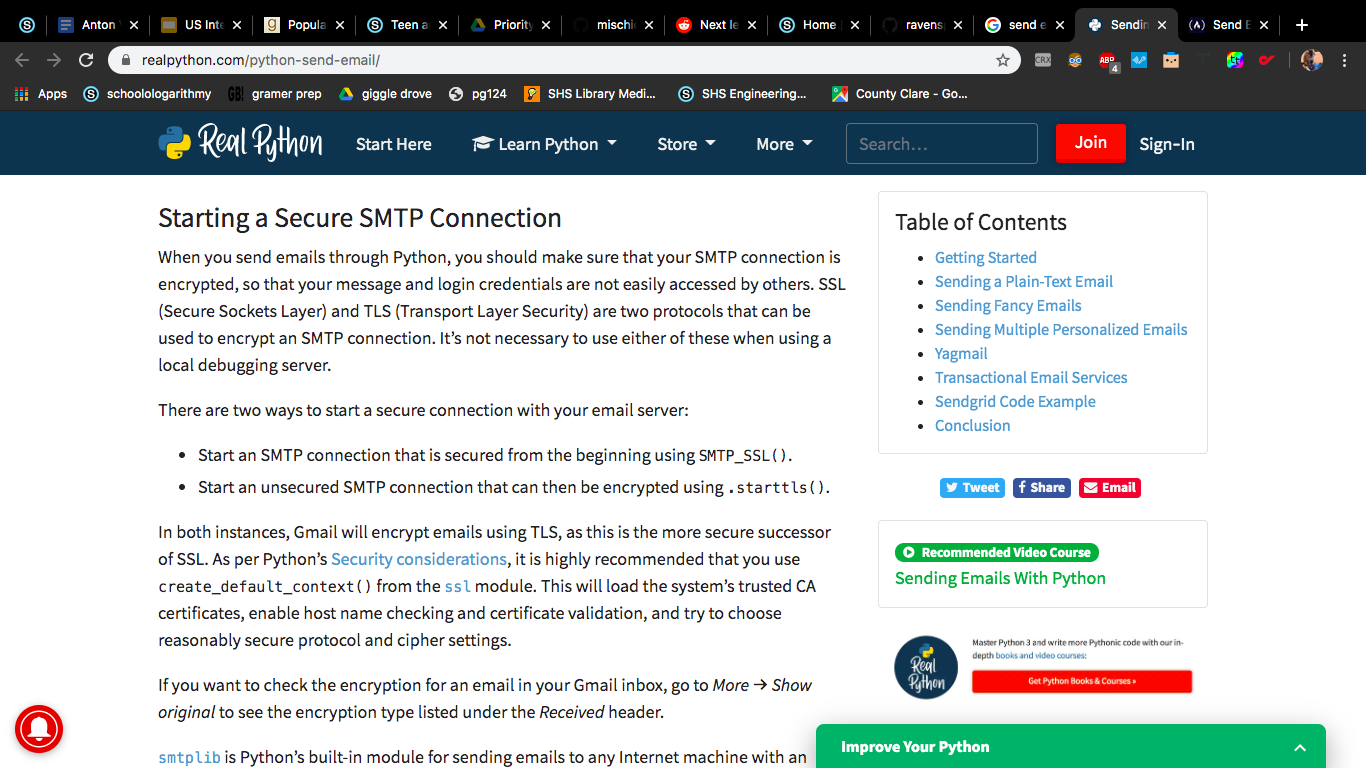 Anton
US Inte
Popula
Teen a
Priority
mischi
Next le
Home
ravens
send e
Sendin
Send E
realpython.com/python-send-email/
CRX
ABP
4
Apps
schoolologarithmy
GB!
gramer prep
giggle drove
pg124
SHS Library Medi...
SHS Engineering...
County Clare - Go...
Real Python
Start Here
Learn Python
Store
More
Search...
Join
Sign-In
Starting a Secure SMTP Connection
When you send emails through Python, you should make sure that your SMTP connection is
encrypted, so that your message and login credentials are not easily accessed by others. SSL
(Secure Sockets Layer) and TLS (Transport Layer Security) are two protocols that can be
used to encrypt an SMTP connection. It’s not necessary to use either of these when using a
local debugging server.
There are two ways to start a secure connection with your email server:
• Start an SMTP connection that is secured from the beginning using SMTP_SSL().
• Start an unsecured SMTP connection that can then be encrypted using .starttls().
In both instances, Gmail will encrypt emails using TLS, as this is the more secure successor
of SSL. As per Python’s Security considerations, it is highly recommended that you use
create_default_context() from the ssl module. This will load the system’s trusted CA
certificates, enable host name checking and certificate validation, and try to choose
reasonably secure protocol and cipher settings.
If you want to check the encryption for an email in your Gmail inbox, go to More → Show
original to see the encryption type listed under the Received header.
smtplib is Python’s built-in module for sending emails to any Internet machine with an
Table of Contents
• Getting Started
• Sending a Plain-Text Email
• Sending Fancy Emails
• Sending Multiple Personalized Emails
• Yagmail
• Transactional Email Services
• Sendgrid Code Example
• Conclusion
Tweet
Share
Email
Recommended Video Course
Sending Emails With Python
Real
Python
Master Python 3 and write more Pythonic code with our in-
depth books and video courses:
Get Python Books & Courses »
Improve Your Python